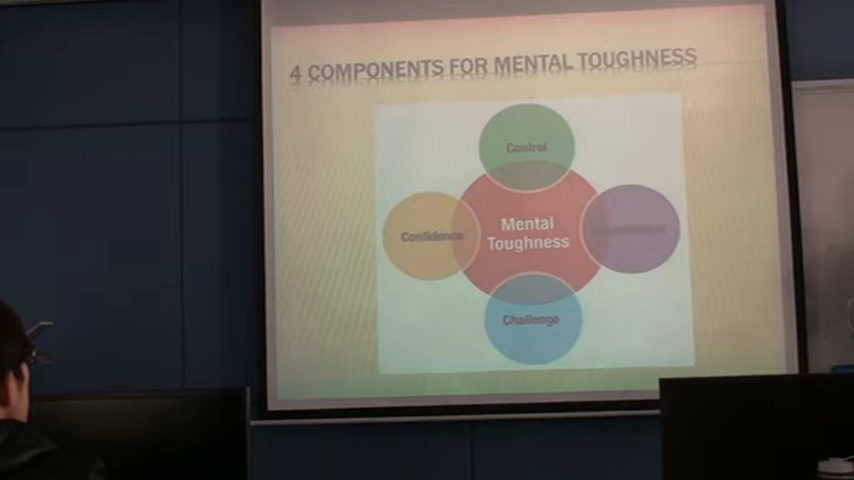 4 COMPONENTS FOR MENTAL TOUGHNESS
Control
Confidence
Mental
Toughness
Challenge